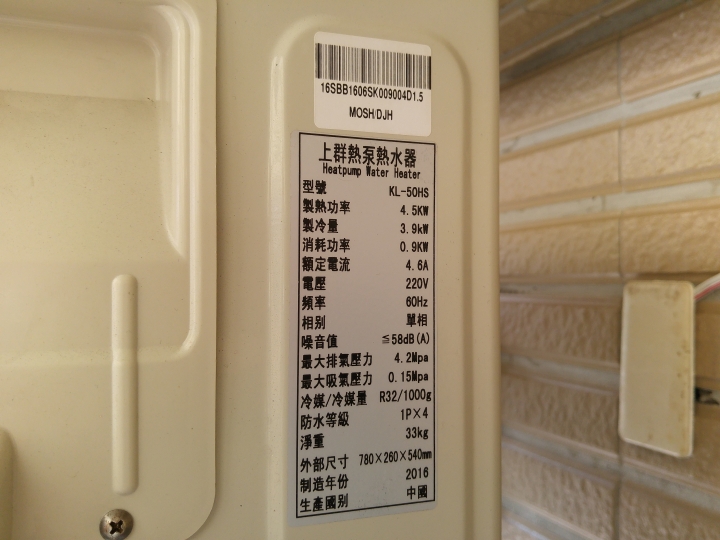 16SBB1606SK009004D1.5
MOSH/DJH
上群熱泵熱水器
Heatpump Water Heater
型號 KL-50HS
製熱功率 4.5KW
製冷量 3.9kW
消耗功率 0.9KW
額定電流 4.6A
電壓 220V
頻率 60Hz
相别 單相
噪音值 ≦58dB(A)
最大排氣壓力 4.2Mpa
最大吸氣壓力 0.15Mpa
冷媒/冷媒量 R32/1000g
防水等級 1P×4
淨重 33kg
外部尺寸 780×260×540mm
制造年份 2016
生產國别 中國